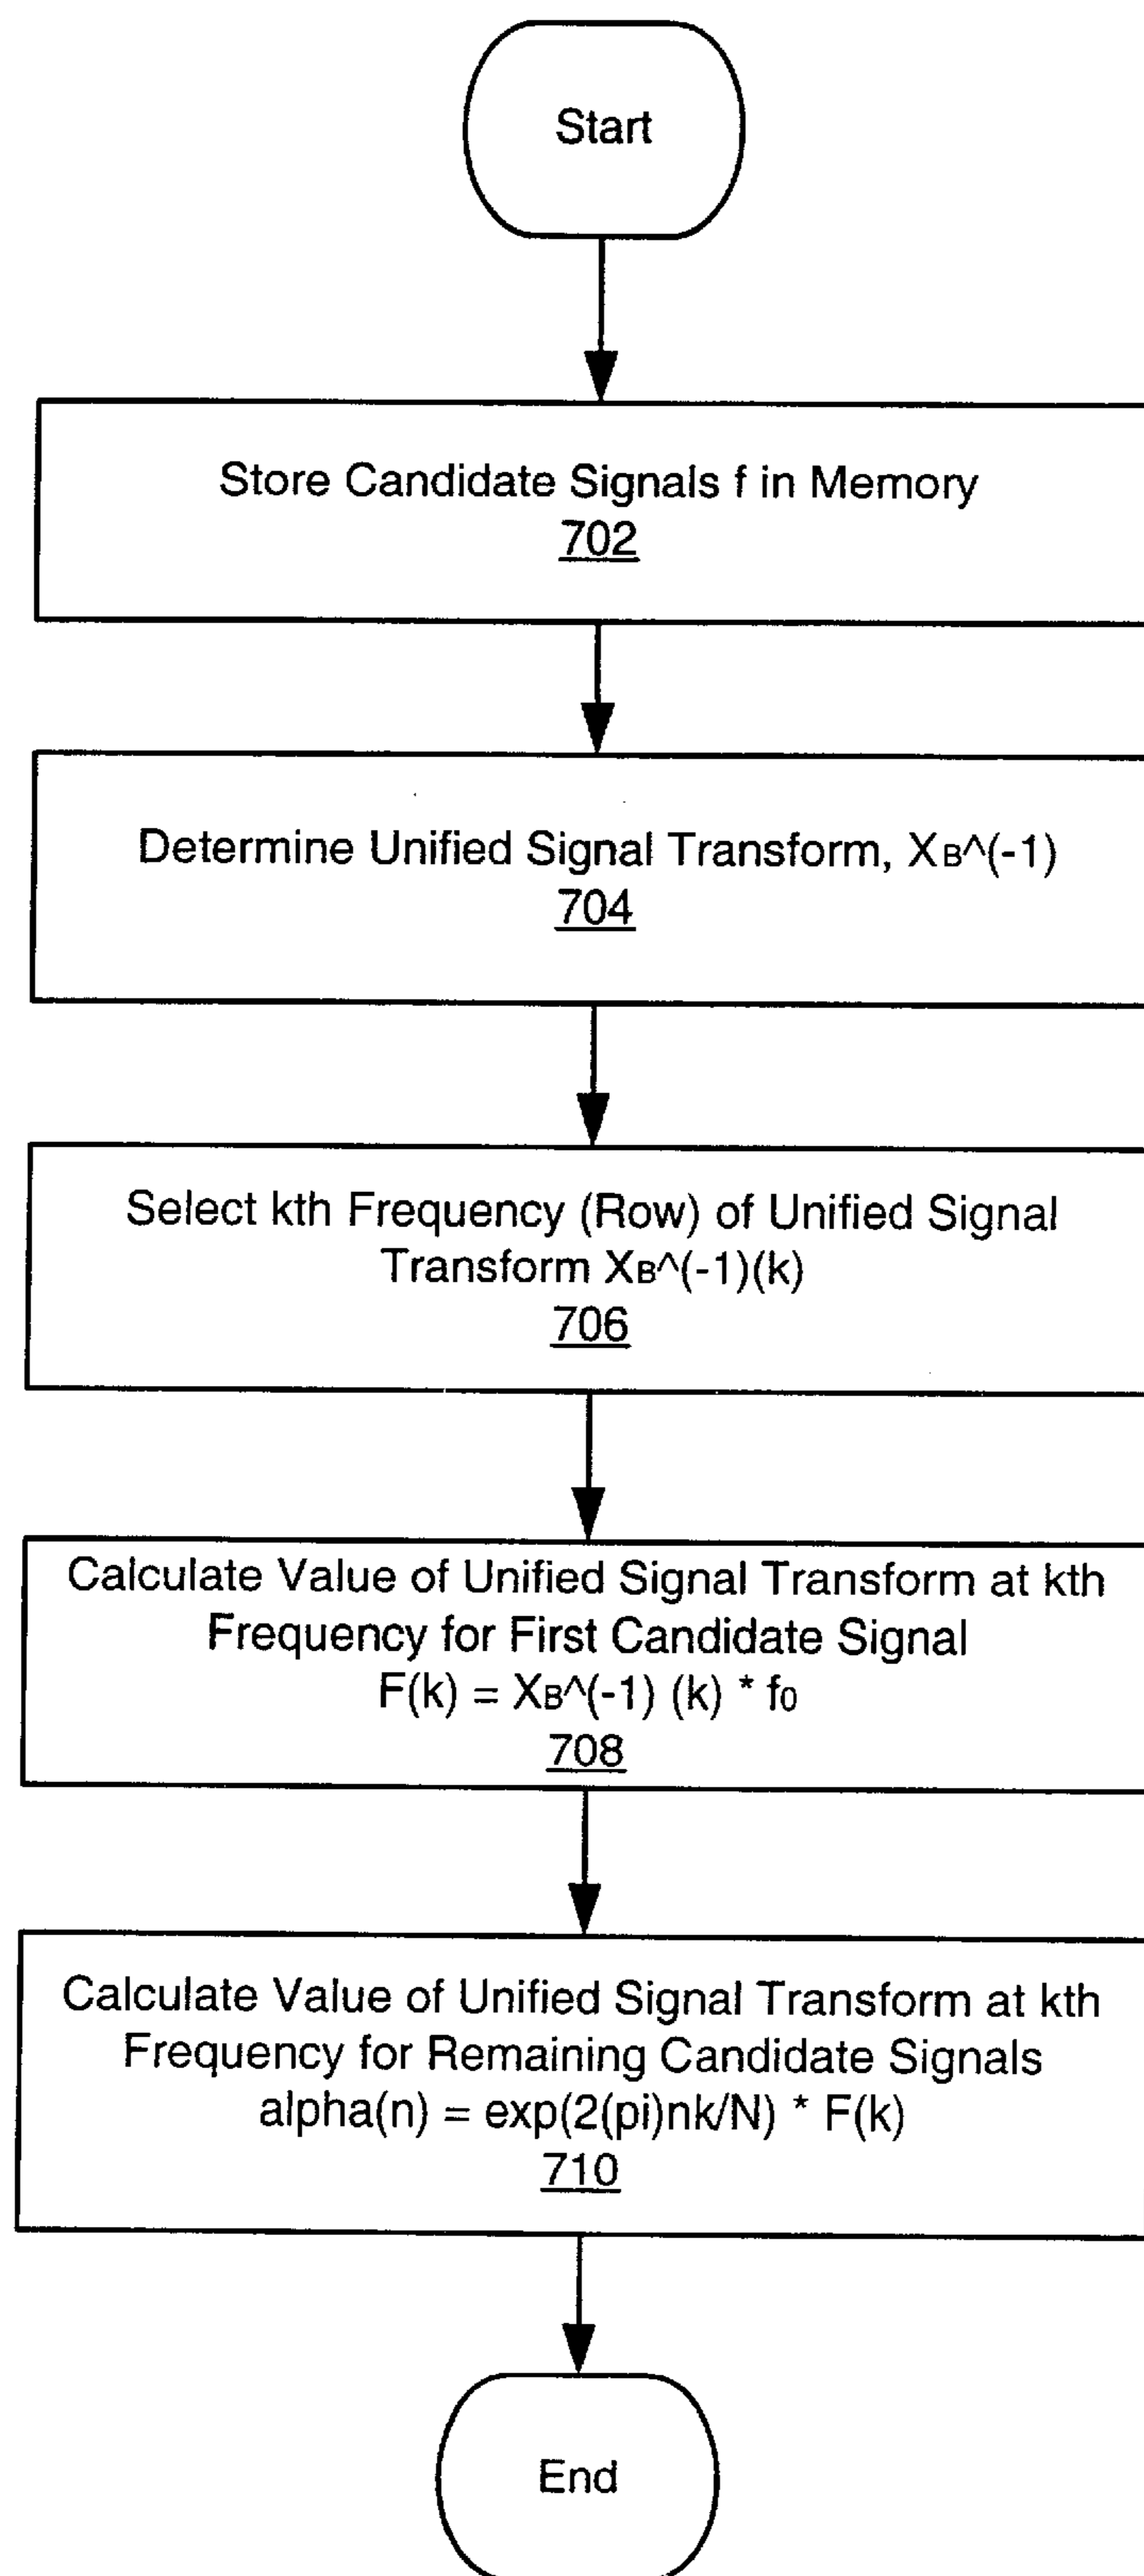 Start
Store Candidate Signals f in Memory
702
Determine Unified Signal Transform, XB^(-1)
704
Select kth Frequency (Row) of Unified Signal
Transform XB^(-1)(k)
706
Calculate Value of Unified Signal Transform at kth
Frequency for First Candidate Signal
F(k) = XB^(-1) (k) * f0
708
Calculate Value of Unified Signal Transform at kth
Frequency for Remaining Candidate Signals
alpha(n) = exp(2(pi)nk/N) * F(k)
710
End